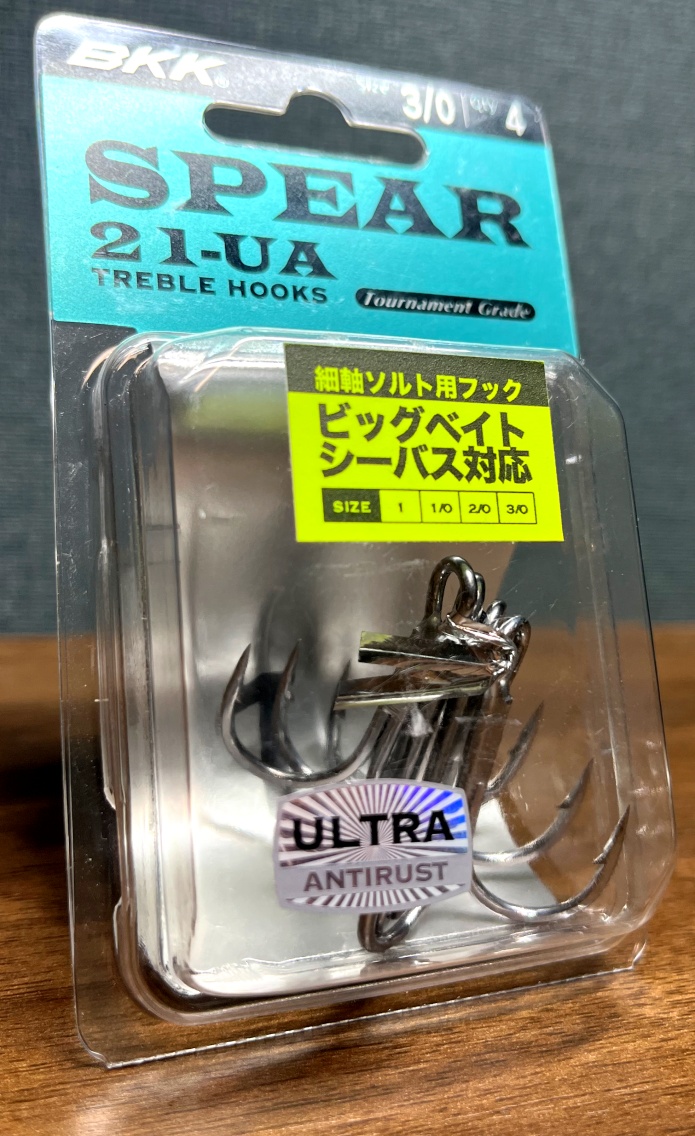 BKK®
SIZE 3/0 QTY 4
SPEAR
21-UA
TREBLE HOOKS
Tournament Grade
細軸ソルト用フック
ビッグベイト
シーバス対応
SIZE 1 1/0 2/0 3/0
ULTRA
ANTIRUST